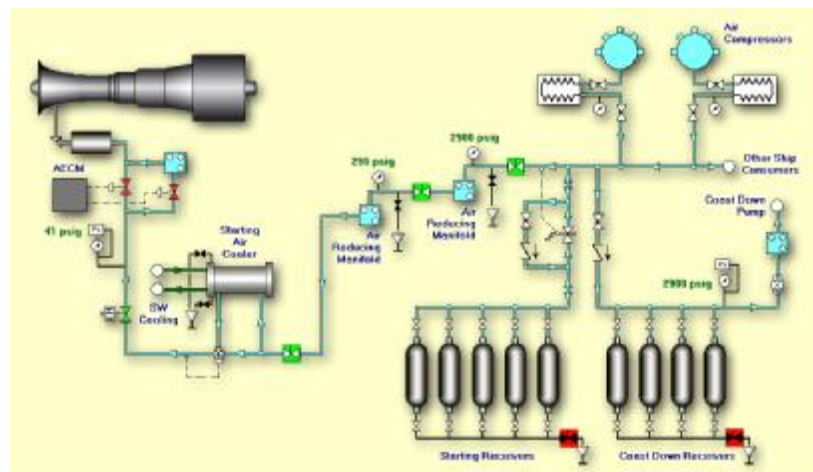 Air
Compressors
2900 psig
290 psig
Other Ship
Consumers
AECM
Coast Down
Pump
Air
Reducing
Manifold
Air
Reducing
Manifold
Starting
Air
Cooler
41 psig
SW
Cooling
2900 psig
Starting Receivers
Coast Down Receivers